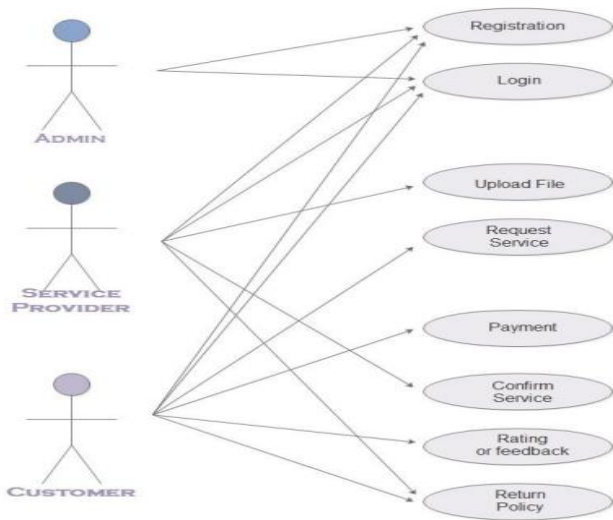 Registration
Login
ADMIN
Upload File
Request
Service
SERVICE
PROVIDER
Payment
Confirm
Service
Rating
or feedback
CUSTOMER
Return
Policy